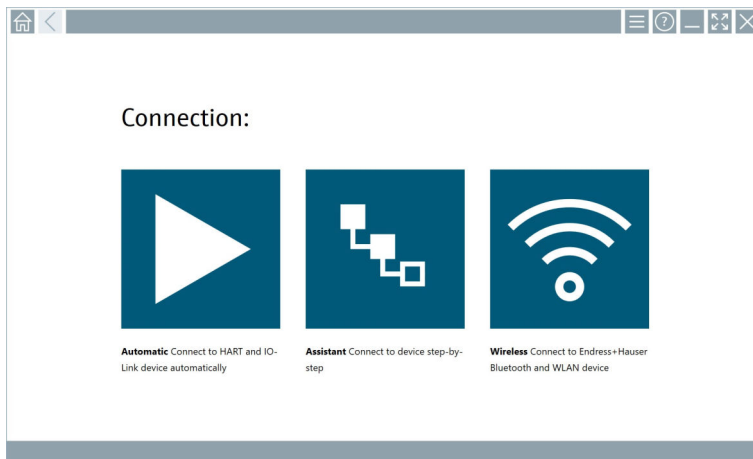 Connection:
Automatic Connect to HART and IO-
Link device automatically
Assistant Connect to device step-by-
step
Wireless Connect to Endress+Hauser
Bluetooth and WLAN device